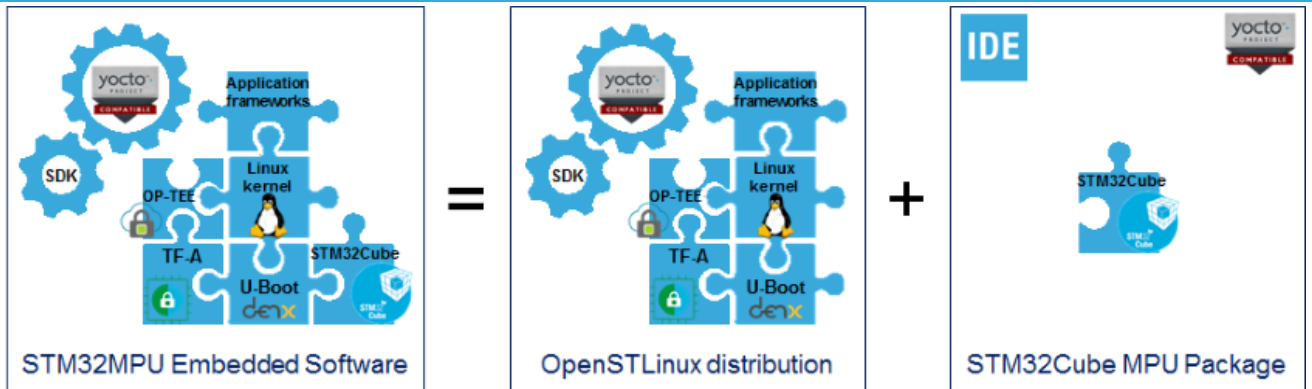 yocto
PROJECT
COMPATIBLE
Application
frameworks
SDK
OP-TEE
Linux
kernel
TF-A
STM32Cube
U-Boot
denx
STM32
Cube
STM32MPU Embedded Software
=
yocto
PROJECT
COMPATIBLE
Application
frameworks
SDK
OP-TEE
Linux
kernel
TF-A
U-Boot
denx
OpenSTLinux distribution
+
IDE
yocto
PROJECT
COMPATIBLE
STM32Cube
STM32
Cube
STM32Cube MPU Package